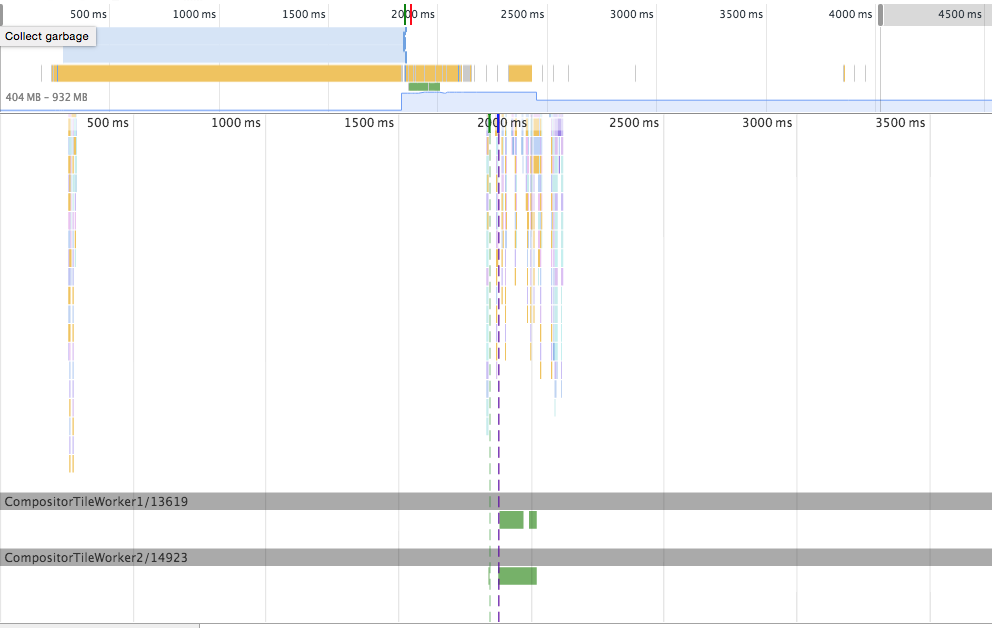 500 ms 1000 ms 1500 ms 2000 ms 2500 ms 3000 ms 3500 ms 4000 ms 4500 ms
Collect garbage
404 MB – 932 MB
500 ms 1000 ms 1500 ms 2000 ms 2500 ms 3000 ms 3500 ms
CompositorTileWorker1/13619
CompositorTileWorker2/14923